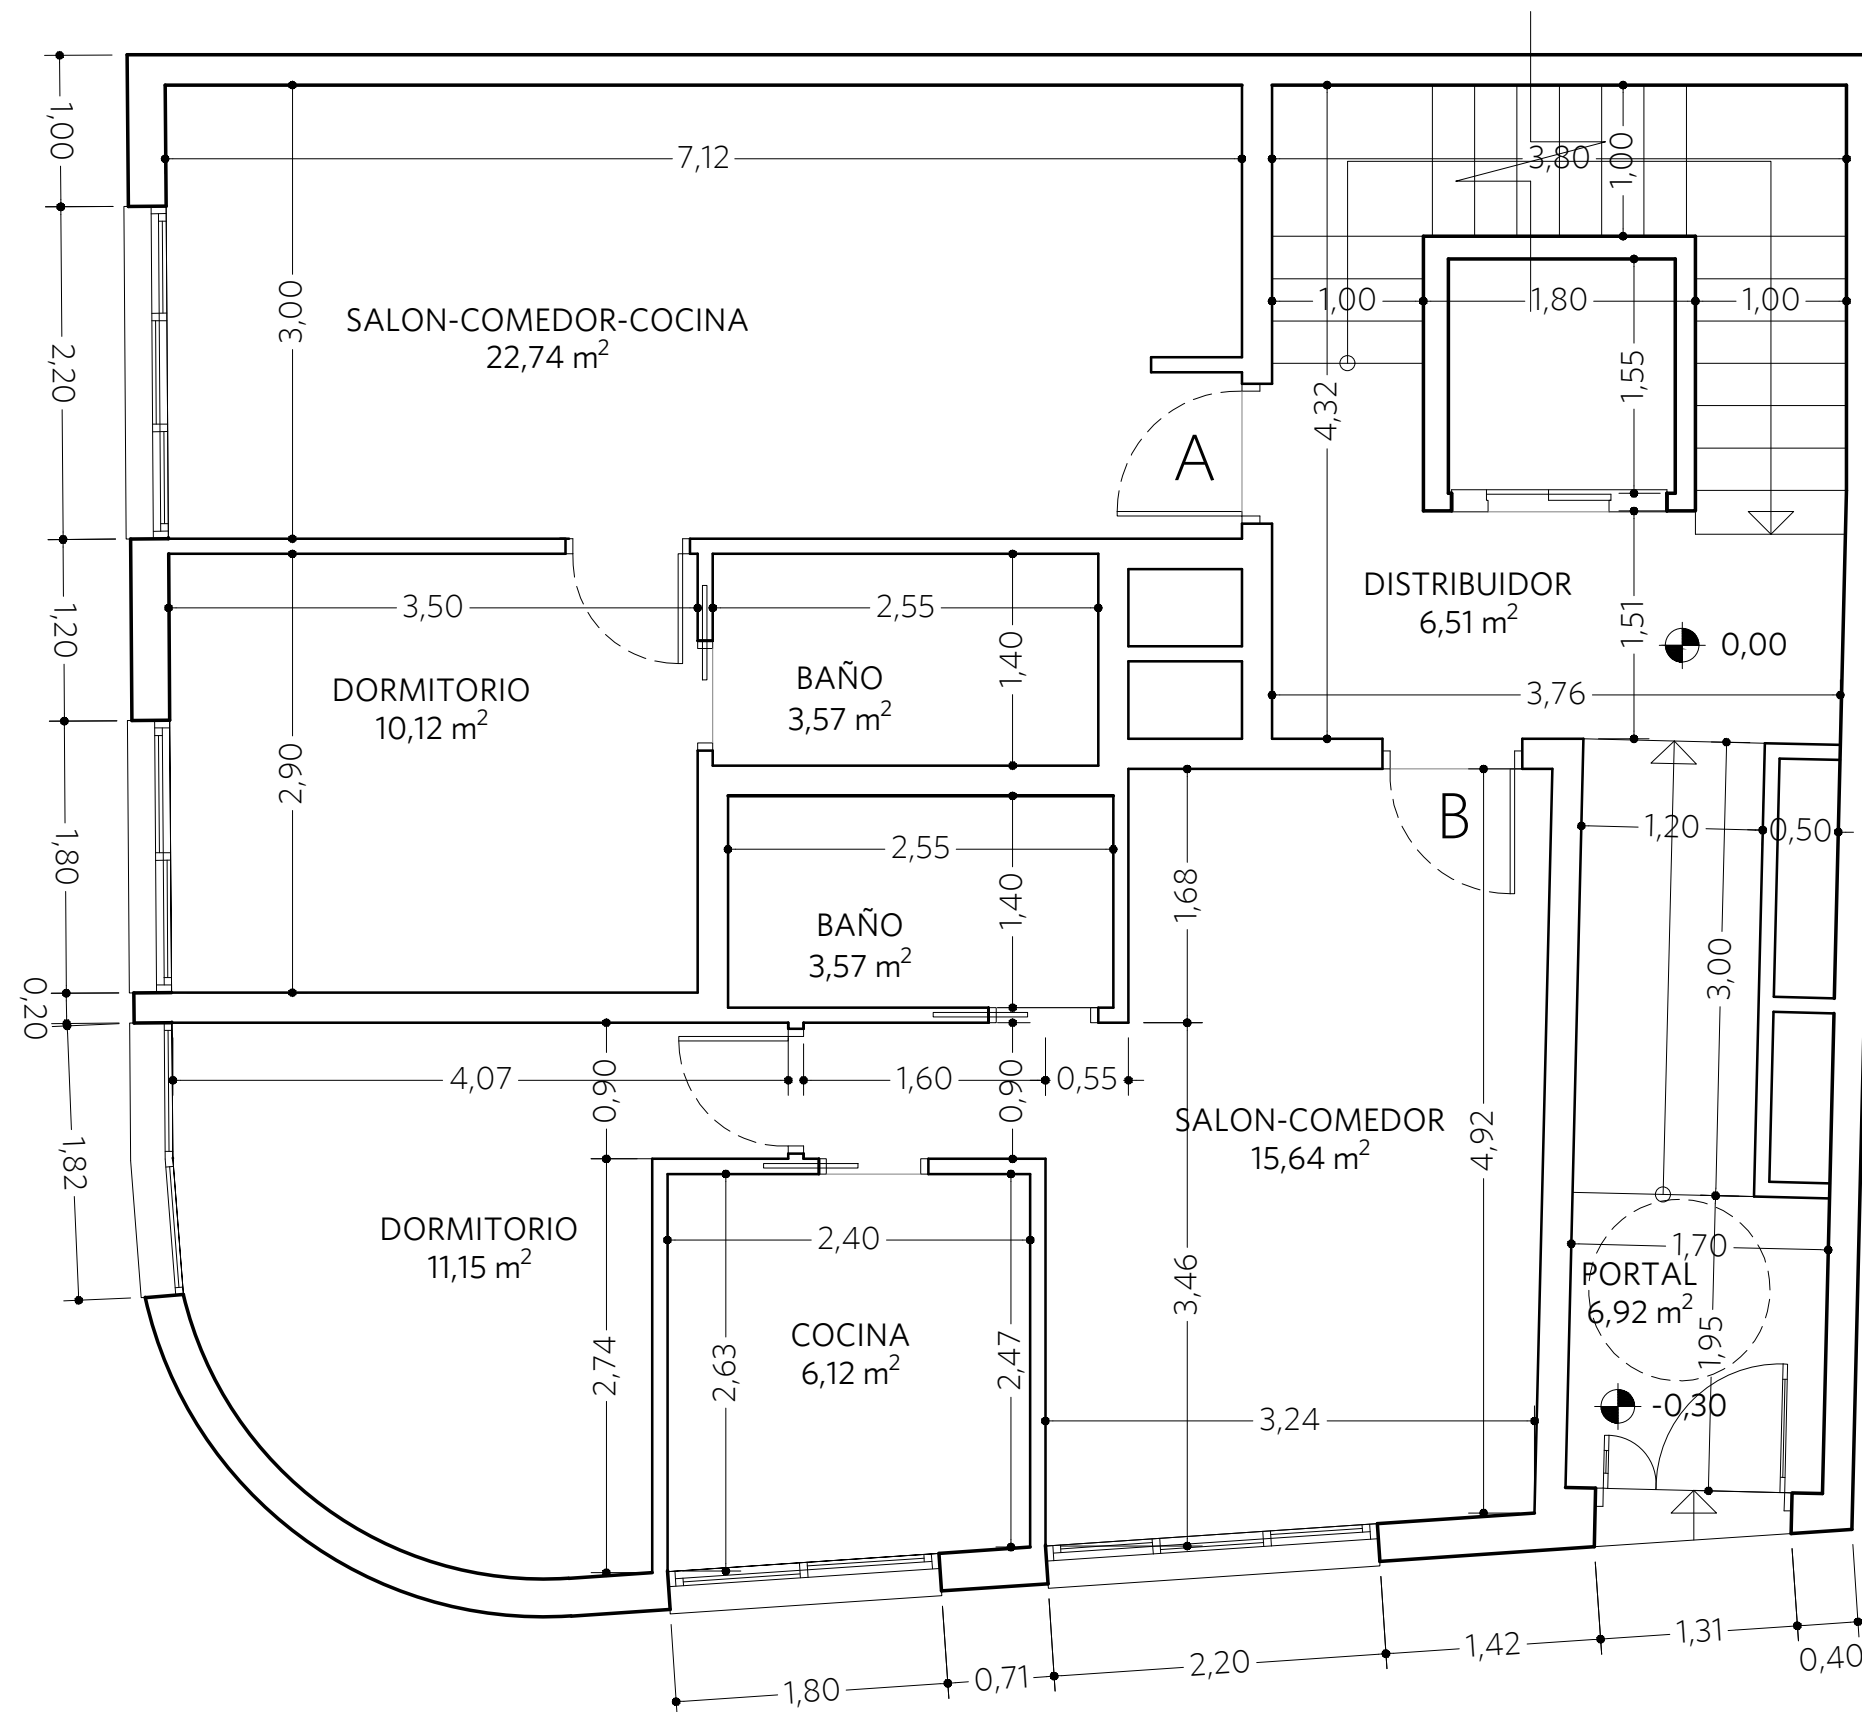 1,00
7,12
3,80
1,00
3,00
SALON-COMEDOR-COCINA
22,74 m²
2,20
1,00
1,80
1,00
1,55
4,32
A
DISTRIBUIDOR
6,51 m²
1,51
0,00
3,76
1,20
3,50
2,55
1,40
BAÑO
3,57 m²
DORMITORIO
10,12 m²
2,90
1,80
B
1,20
0,50
2,55
1,40
1,68
BAÑO
3,57 m²
3,00
0,20
4,07
0,90
1,60
0,90
0,55
SALON-COMEDOR
15,64 m²
4,92
1,82
DORMITORIO
11,15 m²
2,40
3,46
1,70
PORTAL
6,92 m²
1,95
COCINA
6,12 m²
2,74
2,63
2,47
3,24
-0,30
1,80
0,71
2,20
1,42
1,31
0,40